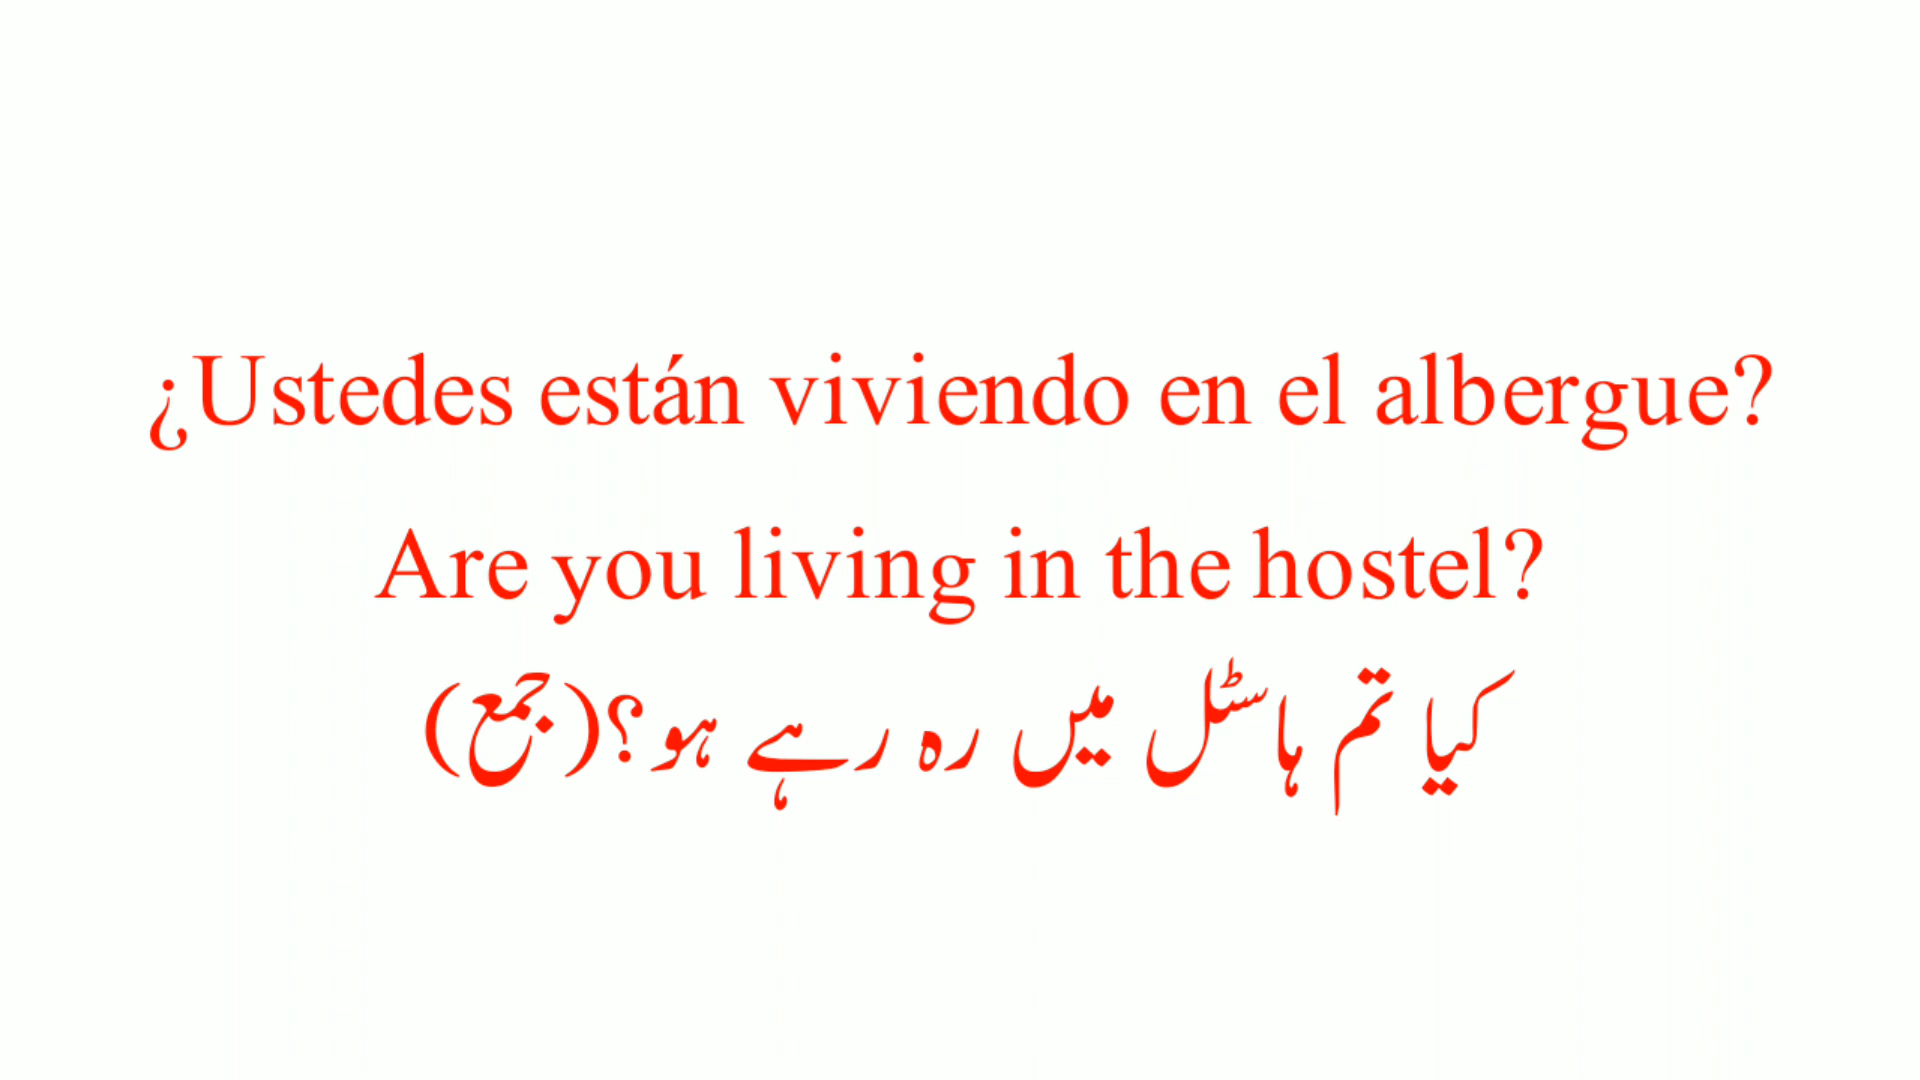 ¿Ustedes están viviendo en el albergue?
Are you living in the hostel?
کیا تم ہاسٹل میں رہ رہے ہو؟(جمع)